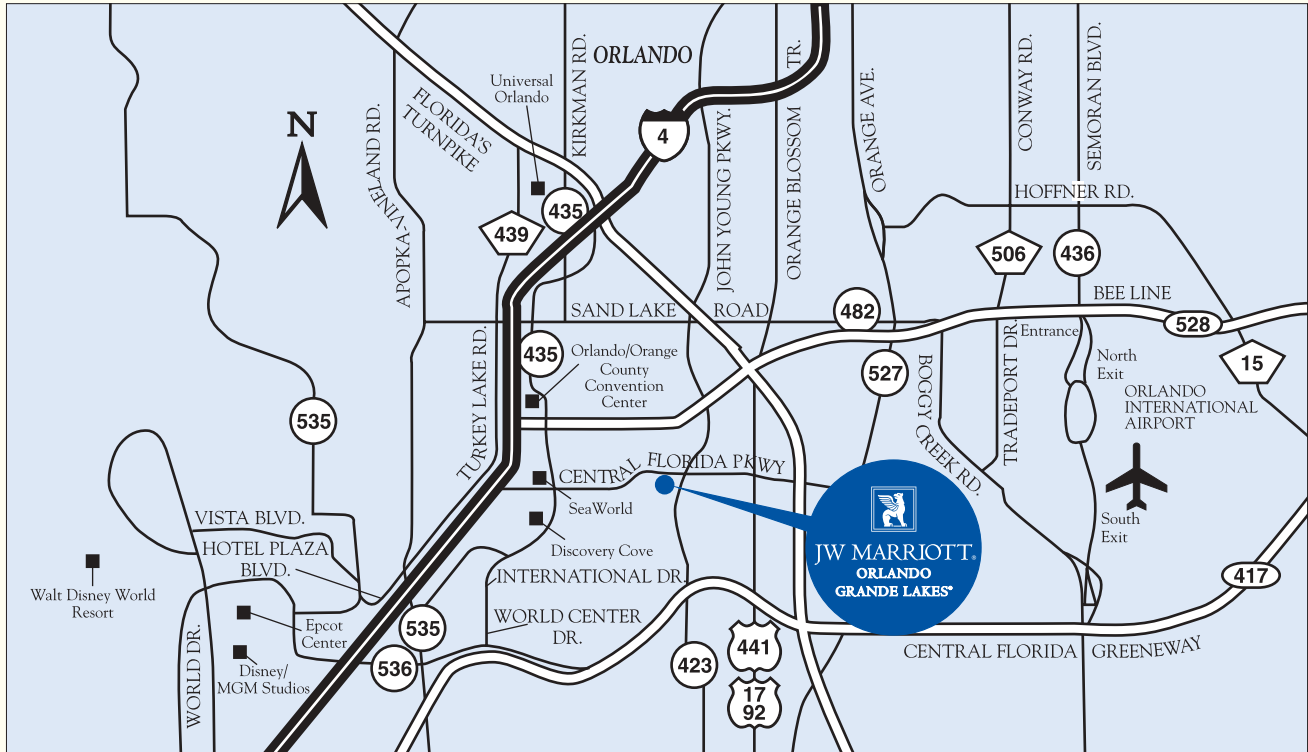 ORLANDO
KIRKMAN RD.
Universal
Orlando
FLORIDA'S
TURNPIKE
N
4
APOPKA-VINELAND RD.
JOHN YOUNG PKWY.
ORANGE BLOSSOM TR.
ORANGE AVE.
CONWAY RD.
SEMORAN BLVD.
HOFFNER RD.
435
439
506
436
BEE LINE
SAND LAKE ROAD
482
528
Entrance
North
Exit
15
435
Orlando/Orange
County
Convention
Center
527
TURKEY LAKE RD.
BOGGY CREEK RD.
TRADEPORT DR.
ORLANDO
INTERNATIONAL
AIRPORT
535
CENTRAL FLORIDA PKWY
SeaWorld
JW MARRIOTT®
ORLANDO
GRANDE LAKES®
South
Exit
VISTA BLVD.
HOTEL PLAZA
BLVD.
Discovery Cove
INTERNATIONAL DR.
417
Walt Disney World
Resort
Epcot
Center
WORLD CENTER
DR.
535
536
441
423
CENTRAL FLORIDA GREENEWAY
WORLD DR.
Disney/
MGM Studios
17
92